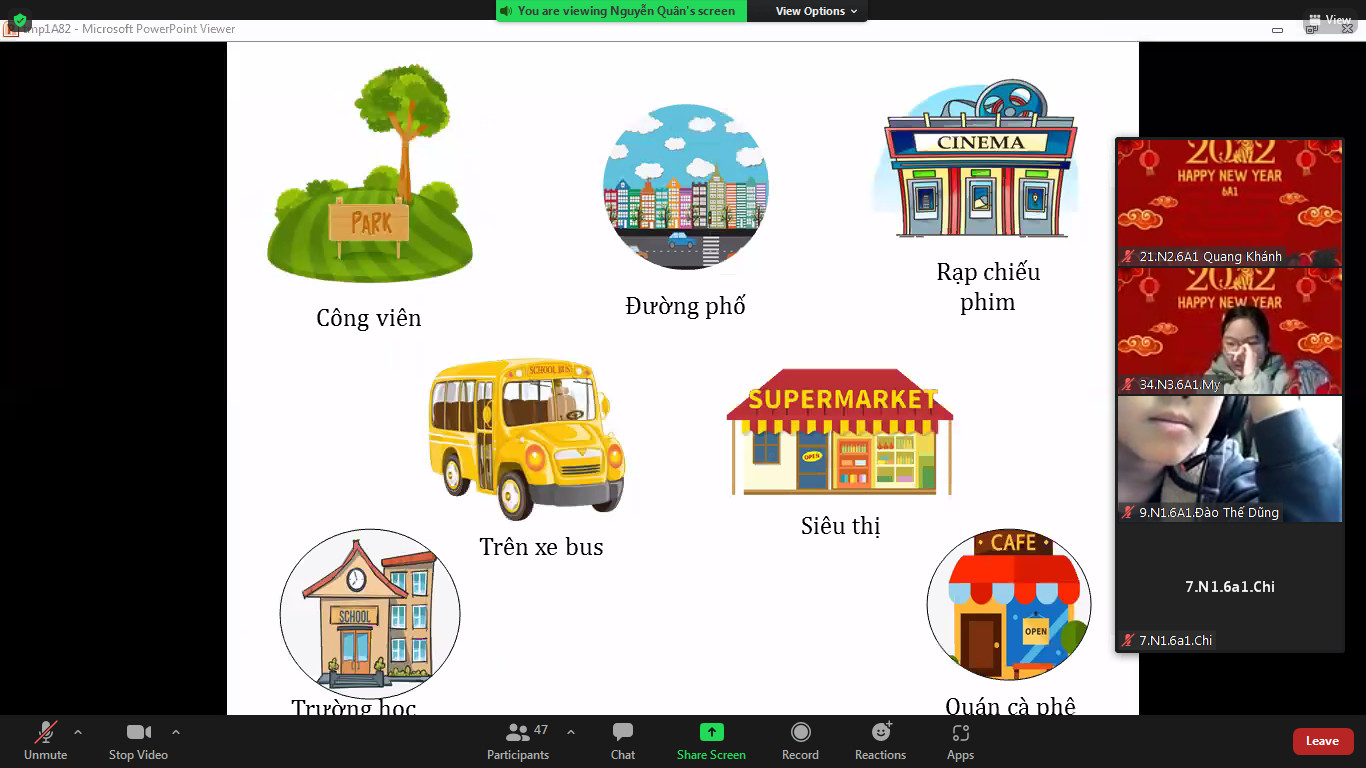 You are viewing Nguyễn Quân's screen
View Options
View
tmp1A82 - Microsoft PowerPoint Viewer
PARK
Công viên
Đường phố
CINEMA
Rạp chiếu
phim
SCHOOL BUS
Trên xe bus
SUPERMARKET
OPEN
Siêu thị
SCHOOL
Trường học
CAFE
OPEN
Quán cà phê
2022
HAPPY NEW YEAR
6A1
21.N2.6A1 Quang Khánh
2022
HAPPY NEW YEAR
34.N3.6A1.My
9.N1.6A1.Đào Thế Dũng
7.N1.6a1.Chi
7.N1.6a1.Chi
Unmute
Stop Video
Participants
47
Chat
Share Screen
Record
Reactions
Apps
Leave